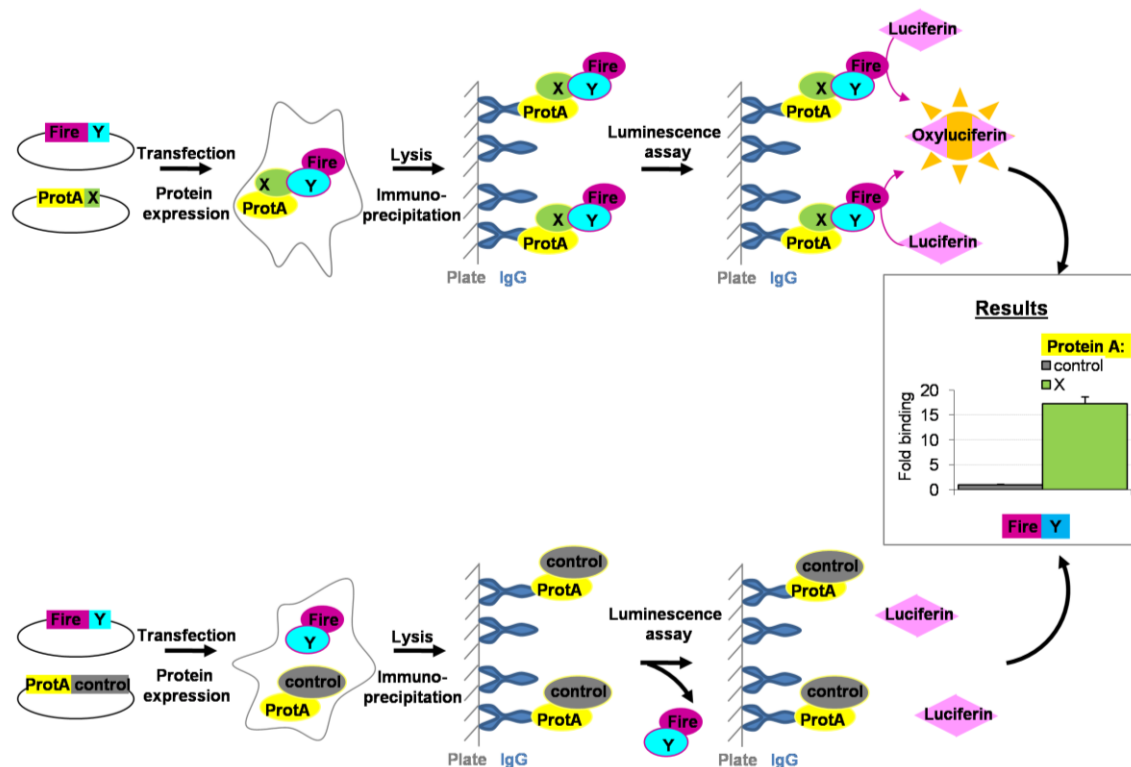 Luciferin
Fire
X
Y
ProtA
Fire
X
Y
ProtA
Fire Y
ProtA X
Transfection
Protein
expression
Fire
X
Y
ProtA
Lysis
Immuno-
precipitation
Fire
X
Y
ProtA
Plate IgG
Luminescence
assay
Fire
X
Y
ProtA
Plate IgG
Oxyluciferin
Luciferin
Results
Protein A:
control
X
Fold binding
20
15
10
5
0
Fire Y
Fire Y
ProtA control
Transfection
Protein
expression
Fire
Y
control
ProtA
Lysis
Immuno-
precipitation
control
ProtA
control
ProtA
Plate IgG
Luminescence
assay
Fire
Y
control
ProtA
control
ProtA
Plate IgG
Luciferin
Luciferin